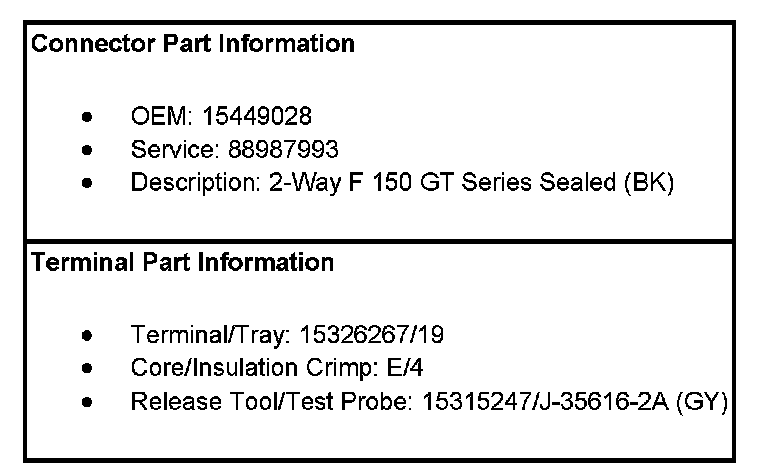 Connector Part Information
• OEM: 15449028
• Service: 88987993
• Description: 2-Way F 150 GT Series Sealed (BK)
Terminal Part Information
• Terminal/Tray: 15326267/19
• Core/Insulation Crimp: E/4
• Release Tool/Test Probe: 15315247/J-35616-2A (GY)